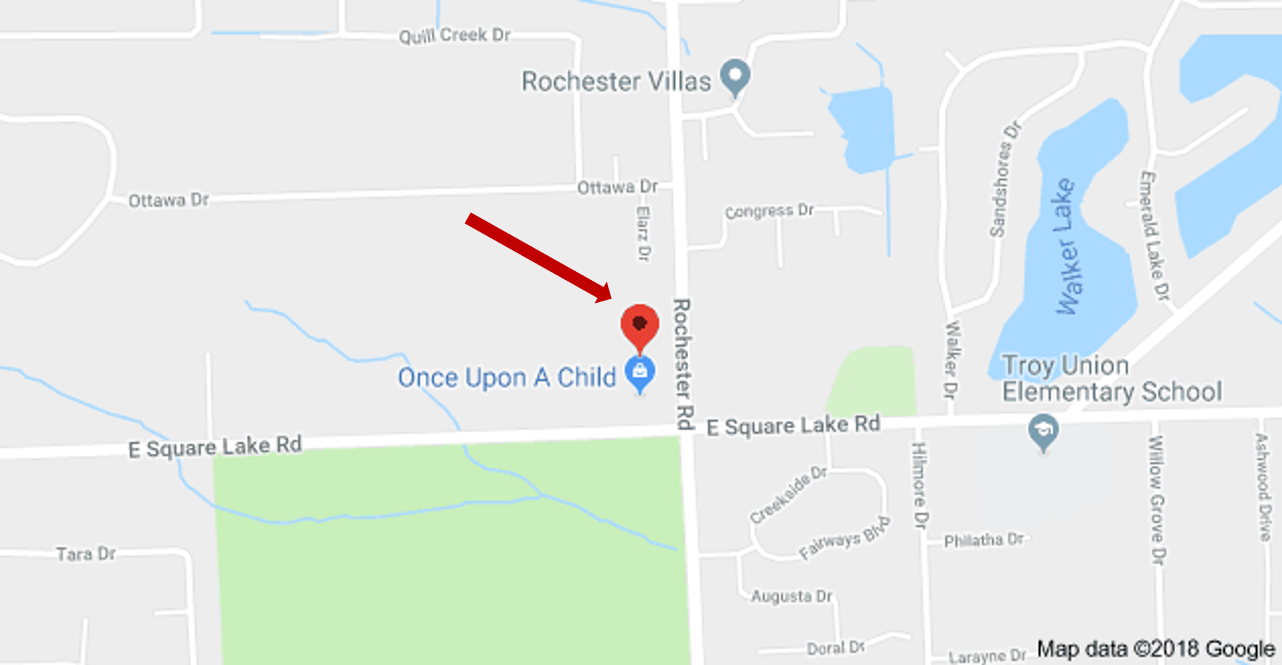 Quill Creek Dr
Rochester Villas
Ottawa Dr
Ottawa Dr
Elarz Dr
Congress Dr
Sandshores Dr
Walker Lake
Emerald Lake Dr
Rochester Rd
Walker Dr
Once Upon A Child
Troy Union
Elementary School
E Square Lake Rd
E Square Lake Rd
Creekside Dr
Fairways Blvd
Hilmore Dr
Philatha Dr
Willow Grove Dr
Ashwood Drive
Tara Dr
Augusta Dr
Doral Dr
Larayne Dr
Map data ©2018 Google